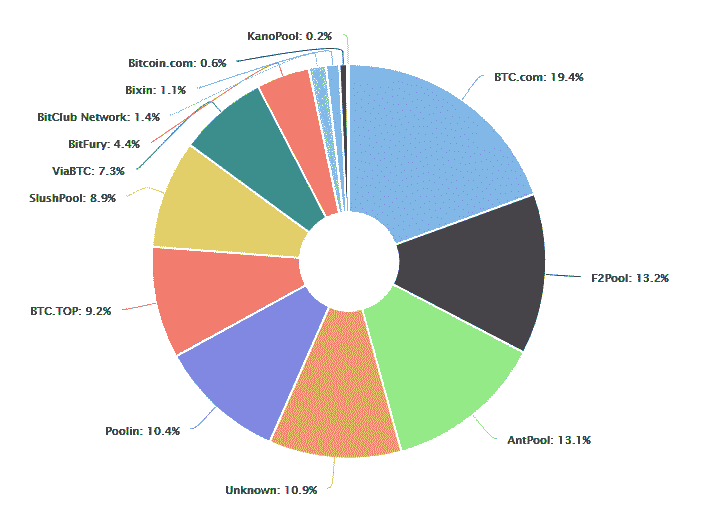 KanoPool: 0.2%
Bitcoin.com: 0.6%
BTC.com: 19.4%
Bixin: 1.1%
BitClub Network: 1.4%
BitFury: 4.4%
ViaBTC: 7.3%
SlushPool: 8.9%
F2Pool: 13.2%
BTC.TOP: 9.2%
Poolin: 10.4%
AntPool: 13.1%
Unknown: 10.9%